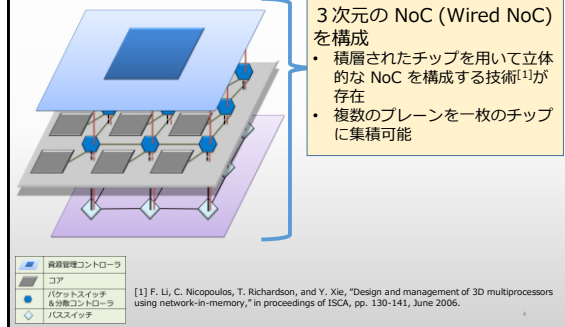 ３次元の NoC (Wired NoC)
を構成
• 積層されたチップを用いて立体
的な NoC を構成する技術[1]が
存在
• 複数のプレーンを一枚のチップ
に集積可能
資源管理コントローラ
コア
パケットスイッチ
＆分散コントローラ
パススイッチ
[1] F. Li, C. Nicopoulos, T. Richardson, and Y. Xie, "Design and management of 3D multiprocessors
using network-in-memory," in proceedings of ISCA, pp. 130-141, June 2006.
4